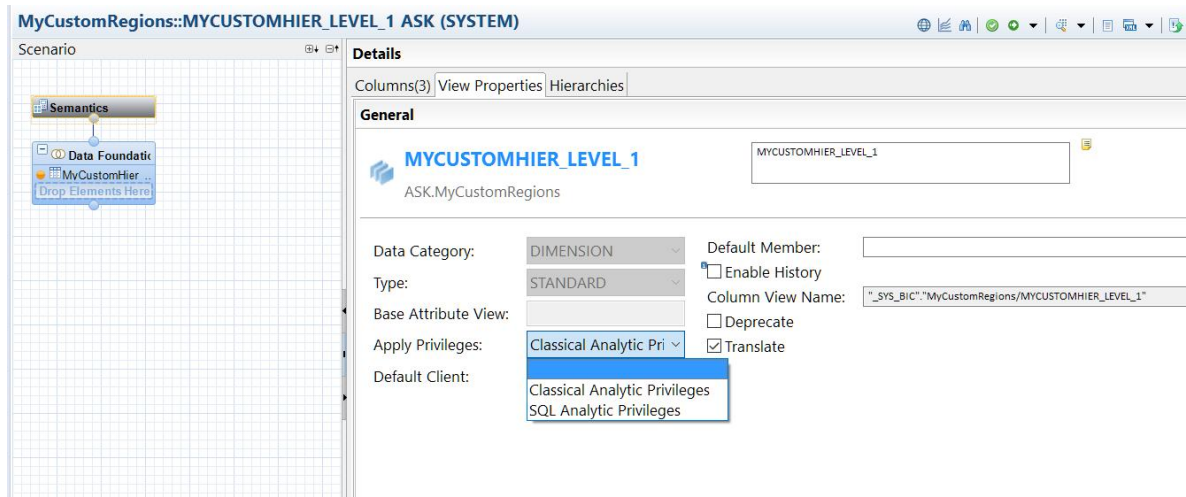 MyCustomRegions::MYCUSTOMHIER_LEVEL_1 ASK (SYSTEM)
Scenario
Semantics
Data Foundatic
MyCustomHier ..
Drop Elements Here
Details
Columns(3) View Properties Hierarchies
General
MYCUSTOMHIER_LEVEL_1
MYCUSTOMHIER_LEVEL_1
ASK.MyCustomRegions
Data Category: DIMENSION
Type: STANDARD
Base Attribute View:
Apply Privileges: Classical Analytic Pri
Default Client:
Classical Analytic Privileges
SQL Analytic Privileges
Default Member:
Enable History
Column View Name: "_SYS_BIC"."MyCustomRegions/MYCUSTOMHIER_LEVEL_1"
Deprecate
Translate